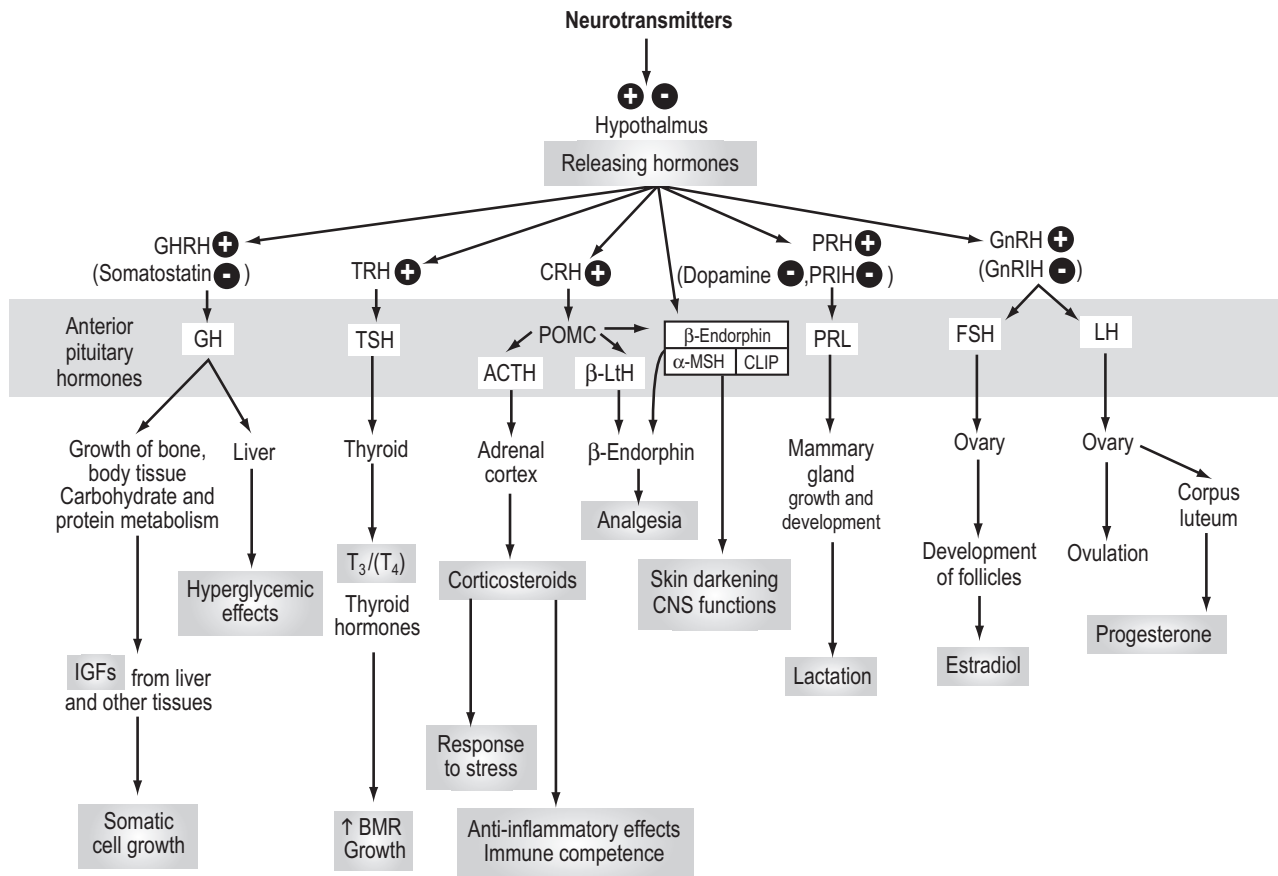 Neurotransmitters
+ -
Hypothalmus
Releasing hormones
GHRH +
(Somatostatin -)
TRH +
CRH +
PRH +
(Dopamine -, PRIH -)
GnRH +
(GnRIH -)
Anterior
pituitary
hormones
GH
TSH
POMC
ACTH
β-LtH
β-Endorphin
α-MSH
CLIP
PRL
FSH
LH
Growth of bone,
body tissue
Carbohydrate and
protein metabolism
Liver
Thyroid
Adrenal
cortex
β-Endorphin
Mammary
gland
growth and
development
Ovary
Ovary
Corpus
luteum
Analgesia
Hyperglycemic
effects
T₃/(T₄)
Thyroid
hormones
Corticosteroids
Skin darkening
CNS functions
Development
of follicles
Ovulation
Progesterone
IGFs from liver
and other tissues
Lactation
Estradiol
Response
to stress
Somatic
cell growth
↑ BMR
Growth
Anti-inflammatory effects
Immune competence